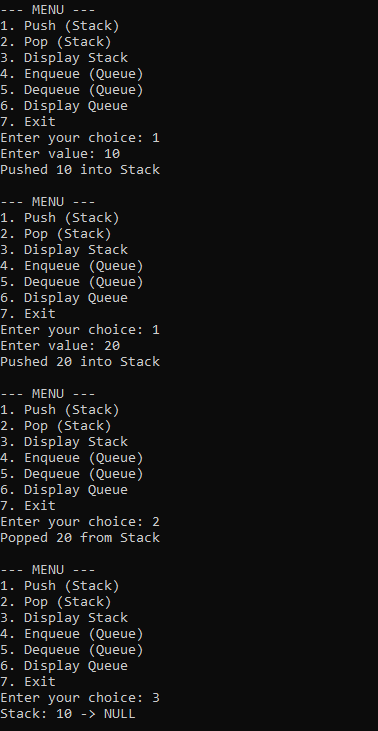 --- MENU ---
1. Push (Stack)
2. Pop (Stack)
3. Display Stack
4. Enqueue (Queue)
5. Dequeue (Queue)
6. Display Queue
7. Exit
Enter your choice: 1
Enter value: 10
Pushed 10 into Stack

--- MENU ---
1. Push (Stack)
2. Pop (Stack)
3. Display Stack
4. Enqueue (Queue)
5. Dequeue (Queue)
6. Display Queue
7. Exit
Enter your choice: 1
Enter value: 20
Pushed 20 into Stack

--- MENU ---
1. Push (Stack)
2. Pop (Stack)
3. Display Stack
4. Enqueue (Queue)
5. Dequeue (Queue)
6. Display Queue
7. Exit
Enter your choice: 2
Popped 20 from Stack

--- MENU ---
1. Push (Stack)
2. Pop (Stack)
3. Display Stack
4. Enqueue (Queue)
5. Dequeue (Queue)
6. Display Queue
7. Exit
Enter your choice: 3
Stack: 10 -> NULL